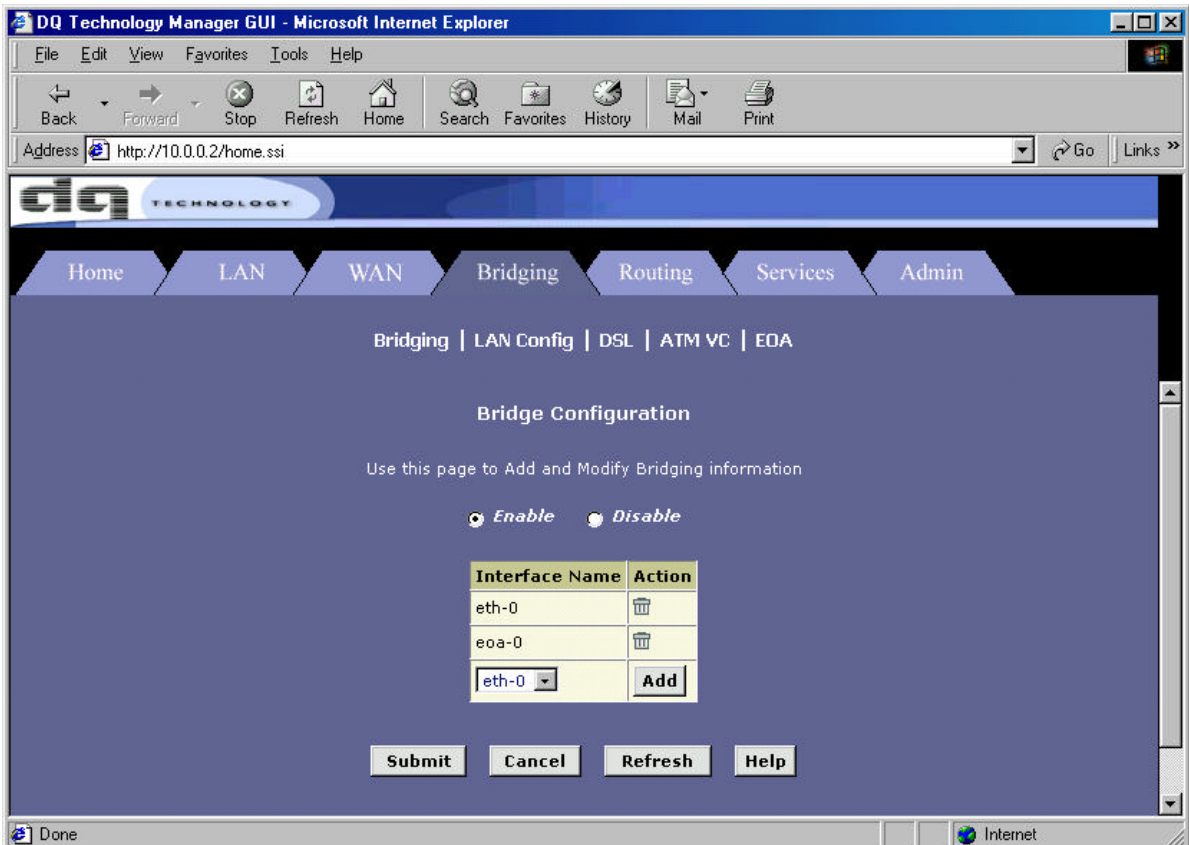 DQ Technology Manager GUI - Microsoft Internet Explorer
File Edit View Favorites Tools Help
Back Forward Stop Refresh Home Search Favorites History Mail Print
Address http://10.0.0.2/home.ssi Go Links »
dq TECHNOLOGY
Home LAN WAN Bridging Routing Services Admin
Bridging | LAN Config | DSL | ATM VC | EOA
Bridge Configuration
Use this page to Add and Modify Bridging information
Enable Disable
Interface Name Action
eth-0
eoa-0
eth-0 Add
Submit Cancel Refresh Help
Done Internet